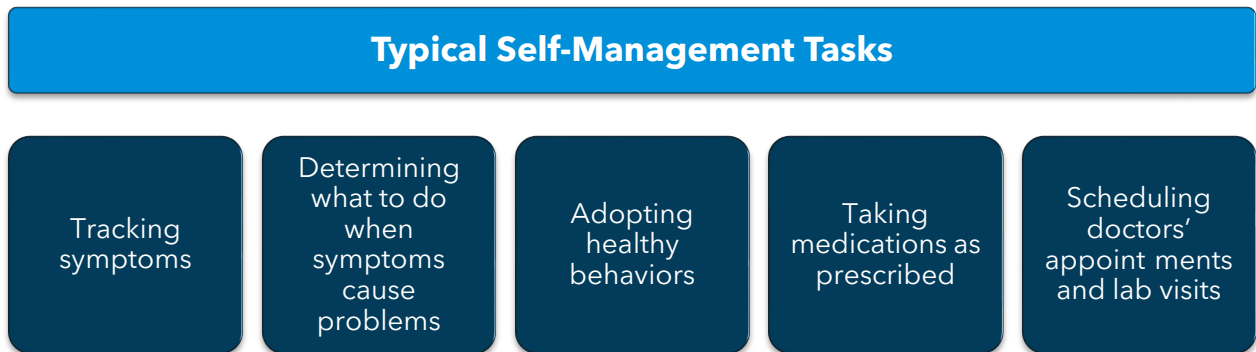 Typical Self-Management Tasks
Tracking
symptoms
Determining
what to do
when
symptoms
cause
problems
Adopting
healthy
behaviors
Taking
medications as
prescribed
Scheduling
doctors’
appoint ments
and lab visits